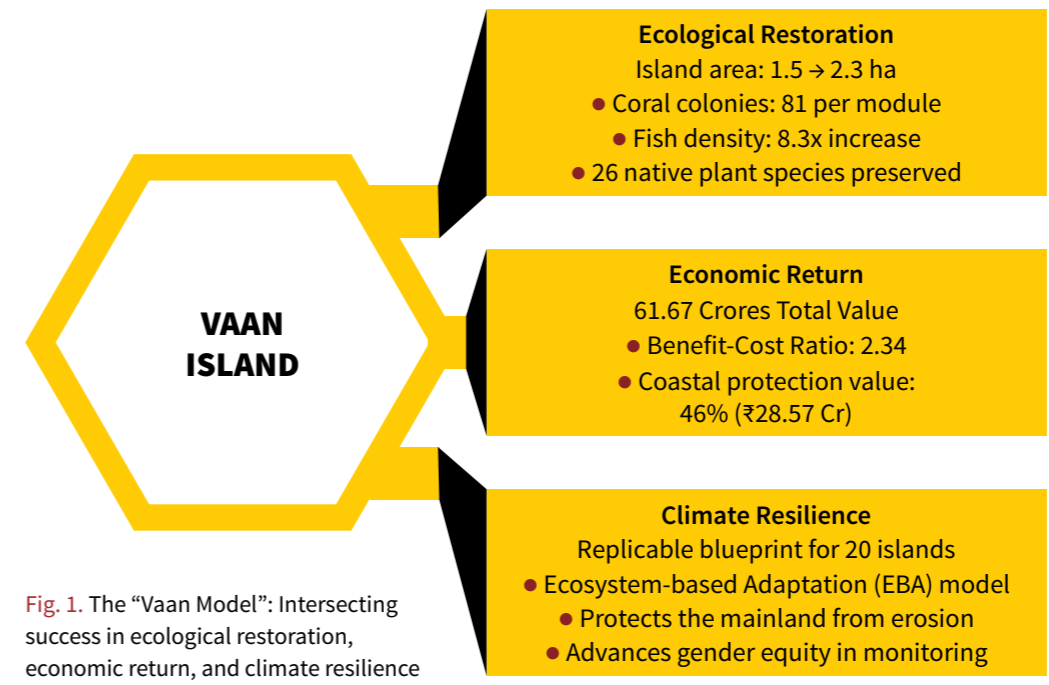 VAAN
ISLAND
Ecological Restoration
Island area: 1.5 → 2.3 ha
● Coral colonies: 81 per module
● Fish density: 8.3x increase
● 26 native plant species preserved
Economic Return
61.67 Crores Total Value
● Benefit-Cost Ratio: 2.34
● Coastal protection value:
46% (₹28.57 Cr)
Climate Resilience
Replicable blueprint for 20 islands
● Ecosystem-based Adaptation (EBA) model
● Protects the mainland from erosion
● Advances gender equity in monitoring
Fig. 1. The “Vaan Model”: Intersecting
success in ecological restoration,
economic return, and climate resilience